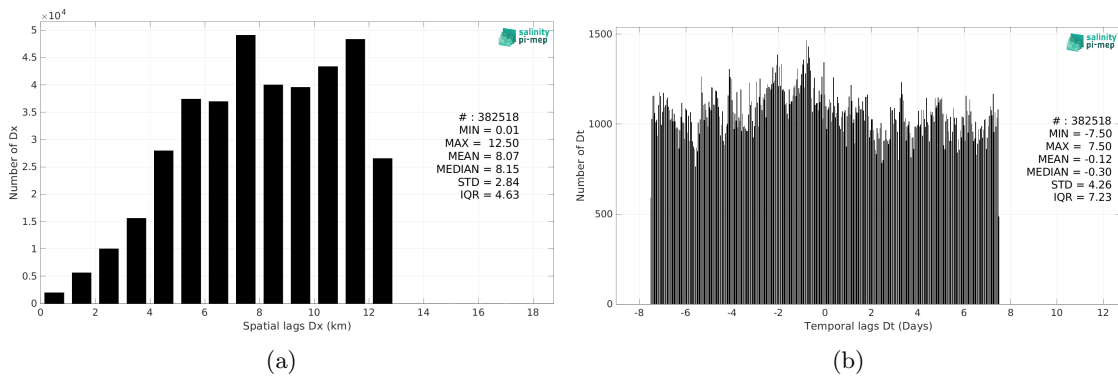 ×10⁴
5
4.5
4
3.5
3
2.5
2
1.5
1
0.5
0
Number of Dx
0 2 4 6 8 10 12 14 16 18
Spatial lags Dx (km)
salinity
pi-mep
# : 382518
MIN = 0.01
MAX = 12.50
MEAN = 8.07
MEDIAN = 8.15
STD = 2.84
IQR = 4.63
(a)
1500
1000
500
0
Number of Dt
-8 -6 -4 -2 0 2 4 6 8 10 12
Temporal lags Dt (Days)
salinity
pi-mep
# : 382518
MIN = -7.50
MAX = 7.50
MEAN = -0.12
MEDIAN = -0.30
STD = 4.26
IQR = 7.23
(b)